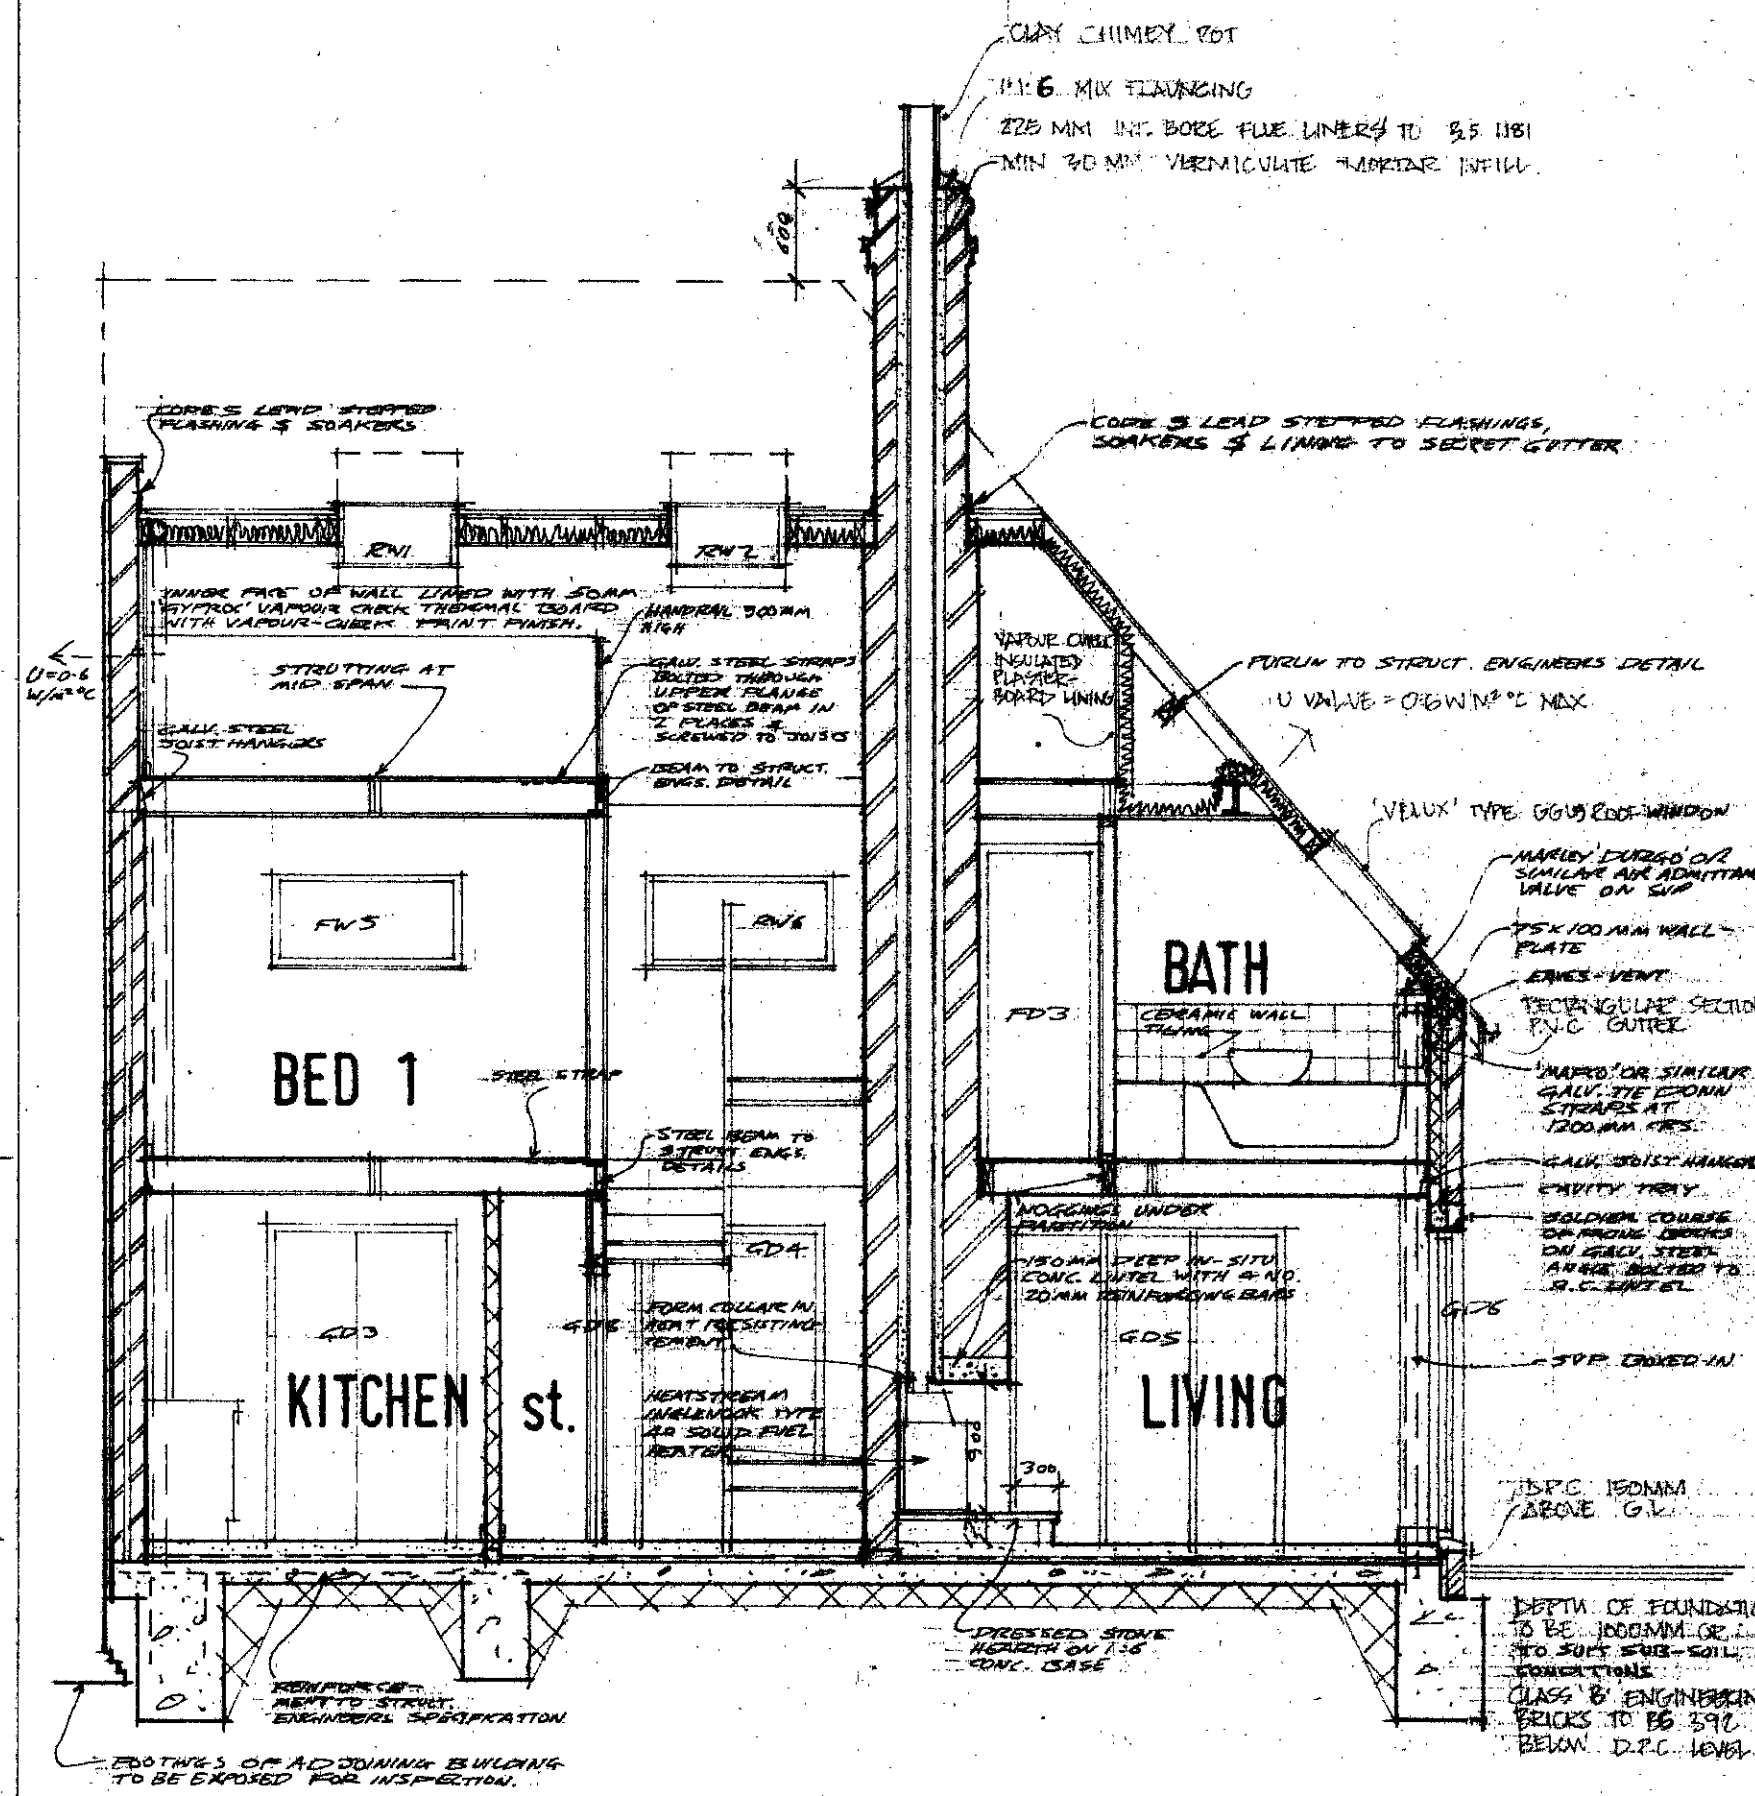 CLAY CHIMEY POT
1:1:6 MIX FLAUNCING
225 MM INT. BORE FLUE LINERS TO B.S 1181
MIN 30 MM VERMICULITE MORTAR INFILL
600
CODE 5 LEAD STEPPED
FLASHING & SOAKERS
CODE 5 LEAD STEPPED FLASHINGS,
SOAKERS & LINING TO SECRET GUTTER
RW1
RW2
INNER FACE OF WALL LINED WITH 50MM
'GYPROC' VAPOUR CHECK THERMAL BOARD
WITH VAPOUR-CHECK PAINT FINISH.
HANDRAIL 900MM
HIGH
U=0.6
W/M²°C
STRUTTING AT
MID SPAN
GALV. STEEL STRAPS
BOLTED THROUGH
UPPER FLANGE
OF STEEL BEAM IN
2 PLACES &
SCREWED TO JOISTS
GALV. STEEL
JOIST HANGERS
BEAM TO STRUCT.
ENGS. DETAIL
VAPOUR CHECK
INSULATED
PLASTER-
BOARD LINING
PURLIN TO STRUCT. ENGINEERS DETAIL
U VALUE = 0.6 W M² °C MAX
'VELUX' TYPE ROOF WINDOW
MARLEY 'DURGO' OR
SIMILAR AIR ADMITTAN
VALVE ON SVP
75 x 100 MM WALL-
PLATE
EAVES-VENT
RECTANGULAR SECTION
P.V.C GUTTER
OR SIMILAR
GALV. TIE DOWN
STRAPS AT
1200 MM CRS.
GALV. JOIST HANGER
CAVITY TRAY
SOLDIER COURSE
OF BRICKS
ON GALV. STEEL
ANGLE BOLTED TO
R.C. LINTEL
FW5
RW6
FD3
BATH
CERAMIC WALL
TILING
BED 1
STEEL STRAP
STEEL BEAM TO
STRUCT ENGS.
DETAILS
NOGGINGS UNDER
PARTITION
150 MM DEEP IN-SITU
CONC. LINTEL WITH 4 NO.
20 MM REINFORCING BARS
GD4
GD3
FORM COLLAR IN
HEAT RESISTING
CEMENT
GD5
GD6
SVP BOXED-IN
KITCHEN
st.
LIVING
HEATSTREAM
INGLENOOK TYPE
SOLID FUEL
HEATER
900
300
D.P.C 150MM
ABOVE G.L.
DRESSED STONE
HEARTH ON 1:6
CONC. BASE
DEPTH OF FOUNDATIO
TO BE 1000MM OR
TO SUIT SUB-SOIL
CONDITIONS
CLASS 'B' ENGINEERIN
BRICKS TO BS 392
BELOW D.P.C LEVEL
REINFORCE-
MENT TO STRUCT.
ENGINEERS SPECIFICATION
FOOTINGS OF ADJOINING BUILDING
TO BE EXPOSED FOR INSPECTION.